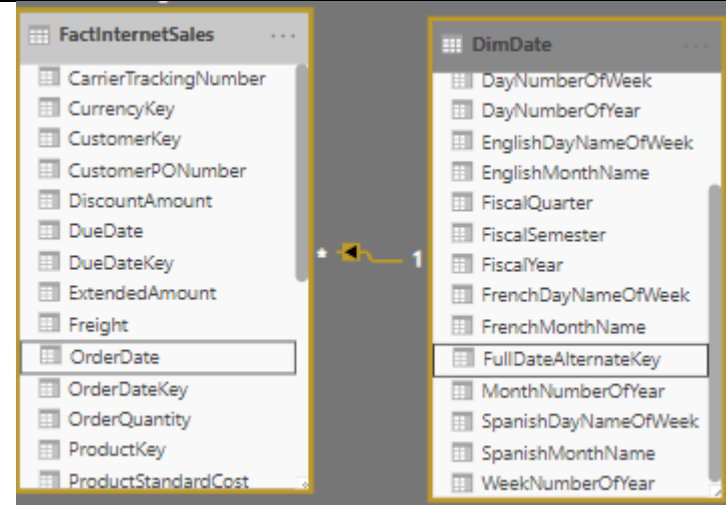 FactInternetSales ...
CarrierTrackingNumber
CurrencyKey
CustomerKey
CustomerPONumber
DiscountAmount
DueDate
DueDateKey
ExtendedAmount
Freight
OrderDate
OrderDateKey
OrderQuantity
ProductKey
ProductStandardCost
* 1
DimDate ...
DayNumberOfWeek
DayNumberOfYear
EnglishDayNameOfWeek
EnglishMonthName
FiscalQuarter
FiscalSemester
FiscalYear
FrenchDayNameOfWeek
FrenchMonthName
FullDateAlternateKey
MonthNumberOfYear
SpanishDayNameOfWeek
SpanishMonthName
WeekNumberOfYear